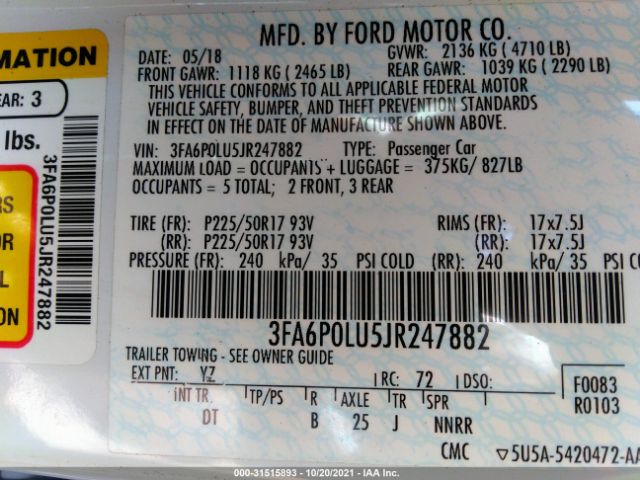 MFD. BY FORD MOTOR CO.
DATE: 05/18 GVWR: 2136 KG ( 4710 LB)
FRONT GAWR: 1118 KG ( 2465 LB) REAR GAWR: 1039 KG ( 2290 LB)
THIS VEHICLE CONFORMS TO ALL APPLICABLE FEDERAL MOTOR
VEHICLE SAFETY, BUMPER, AND THEFT PREVENTION STANDARDS
IN EFFECT ON THE DATE OF MANUFACTURE SHOWN ABOVE.
VIN: 3FA6P0LU5JR247882 TYPE: Passenger Car
MAXIMUM LOAD = OCCUPANTS + LUGGAGE = 375KG/ 827LB
OCCUPANTS = 5 TOTAL; 2 FRONT, 3 REAR
TIRE (FR): P225/50R17 93V RIMS (FR): 17x7.5J
(RR): P225/50R17 93V (RR): 17x7.5J
PRESSURE (FR): 240 kPa/ 35 PSI COLD (RR): 240 kPa/ 35 PSI CO
3FA6P0LU5JR247882
TRAILER TOWING - SEE OWNER GUIDE
EXT PNT: YZ RC: 72 DSO: F0083
R0103
INT TR. TP/PS R AXLE TR SPR
DT B 25 J NNRR
CMC ▽5U5A-5420472-AA
RMATION
EAR: 3
lbs.
3FA6P0LU5JR247882
RS
OR
L
ON
000 - 31515893 - 10/20/2021 - IAA Inc.